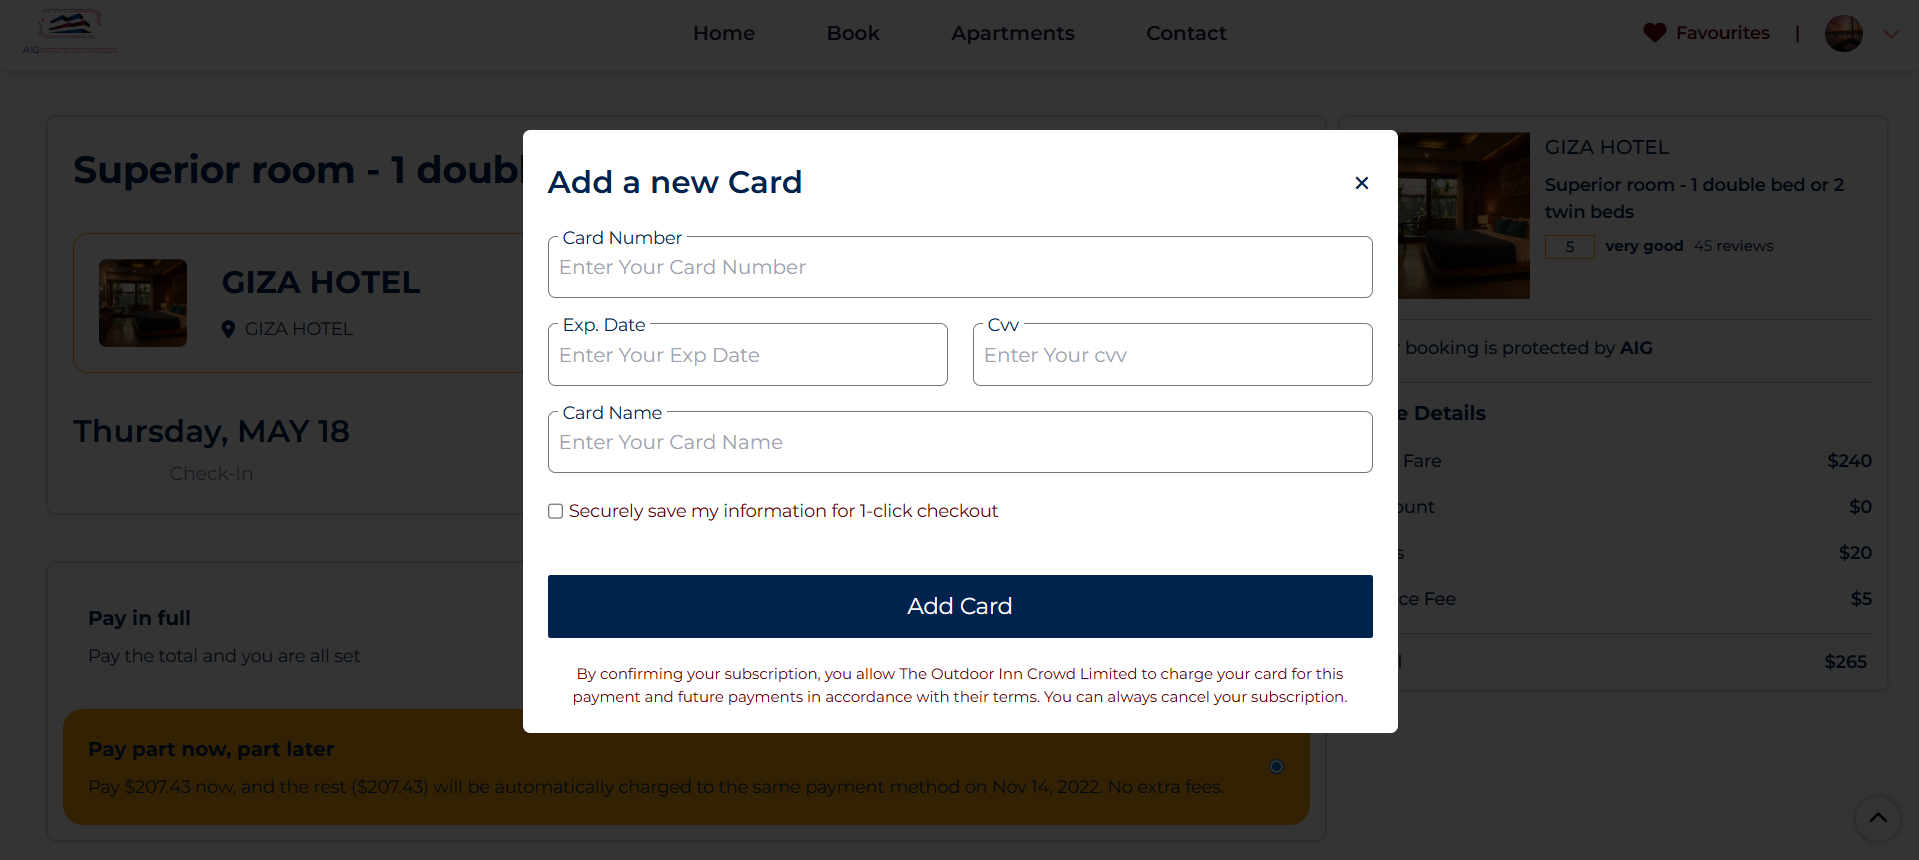 AIG
Home
Book
Apartments
Contact
Favourites
|
Superior room - 1 doubl
GIZA HOTEL
GIZA HOTEL
Thursday, MAY 18
Check-In
Pay in full
Pay the total and you are all set
Pay part now, part later
Pay $207.43 now, and the rest ($207.43) will be automatically charged to the same payment method on Nov 14, 2022. No extra fees.
Add a new Card
Card Number
Enter Your Card Number
Exp. Date
Enter Your Exp Date
Cvv
Enter Your cvv
Card Name
Enter Your Card Name
Securely save my information for 1-click checkout
Add Card
By confirming your subscription, you allow The Outdoor Inn Crowd Limited to charge your card for this
payment and future payments in accordance with their terms. You can always cancel your subscription.
GIZA HOTEL
Superior room - 1 double bed or 2
twin beds
5 very good 45 reviews
booking is protected by AIG
e Details
Fare $240
ount $0
s $20
ce Fee $5
l $265